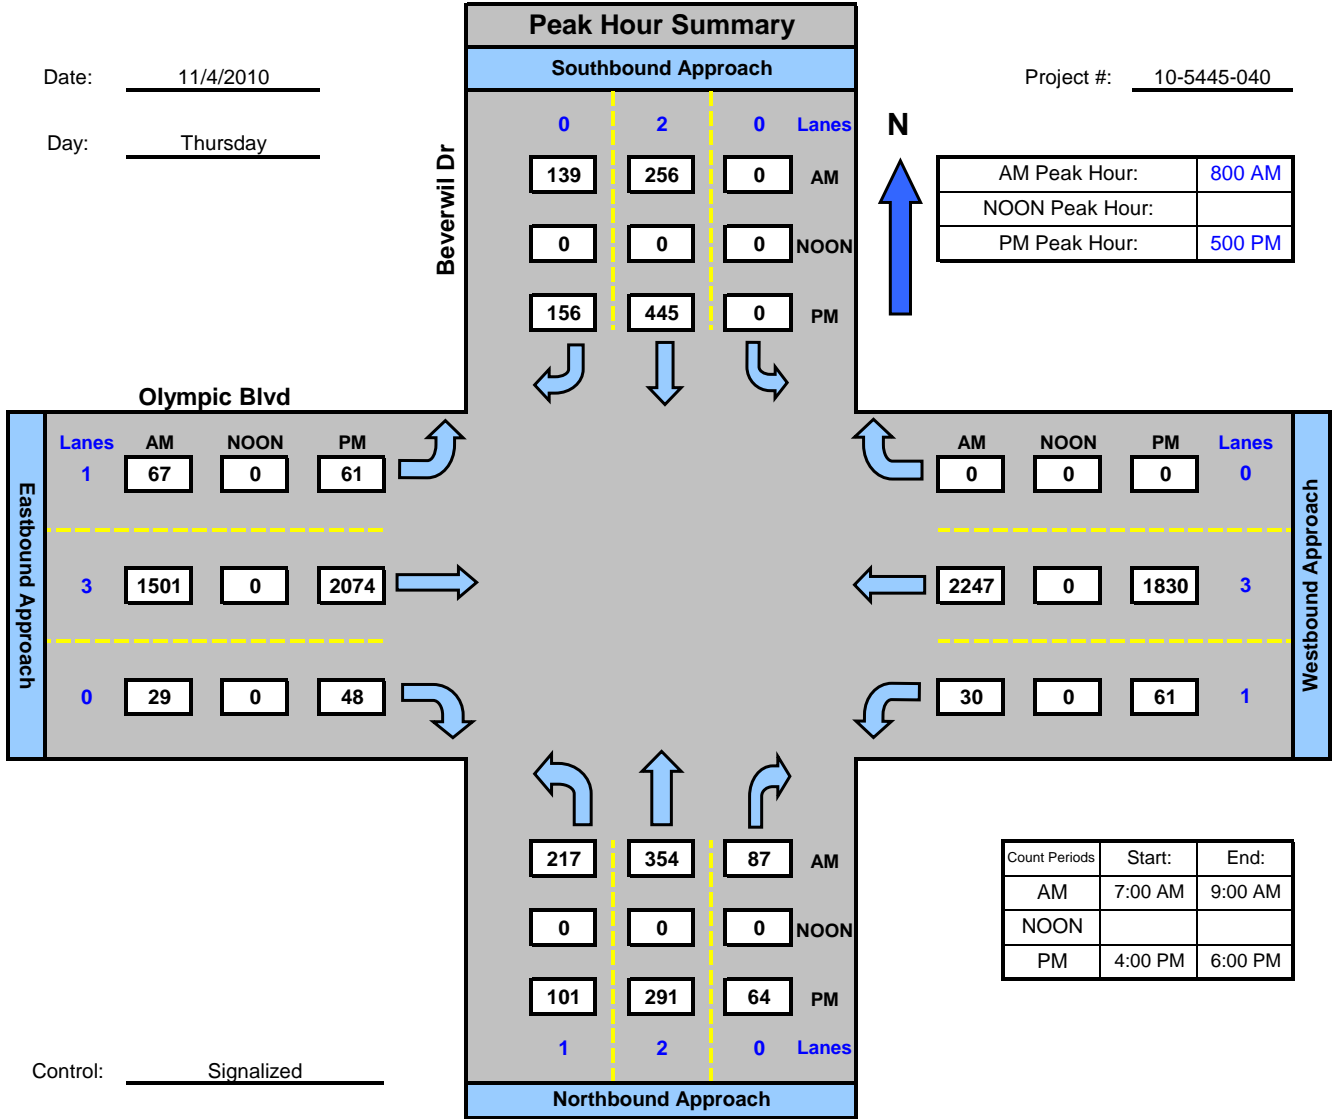 Peak Hour Summary
Southbound Approach
Date: 11/4/2010
Project #: 10-5445-040
0 2 0 Lanes
N
Day: Thursday
Beverwil Dr
139 256 0 AM
AM Peak Hour: 800 AM
NOON Peak Hour:
PM Peak Hour: 500 PM
0 0 0 NOON
156 445 0 PM
Olympic Blvd
Eastbound Approach
Lanes AM NOON PM
1 67 0 61
3 1501 0 2074
0 29 0 48
AM NOON PM Lanes
0 0 0 0
2247 0 1830 3
30 0 61 1
Westbound Approach
217 354 87 AM
0 0 0 NOON
101 291 64 PM
1 2 0 Lanes
Count Periods Start: End:
AM 7:00 AM 9:00 AM
NOON
PM 4:00 PM 6:00 PM
Control: Signalized
Northbound Approach